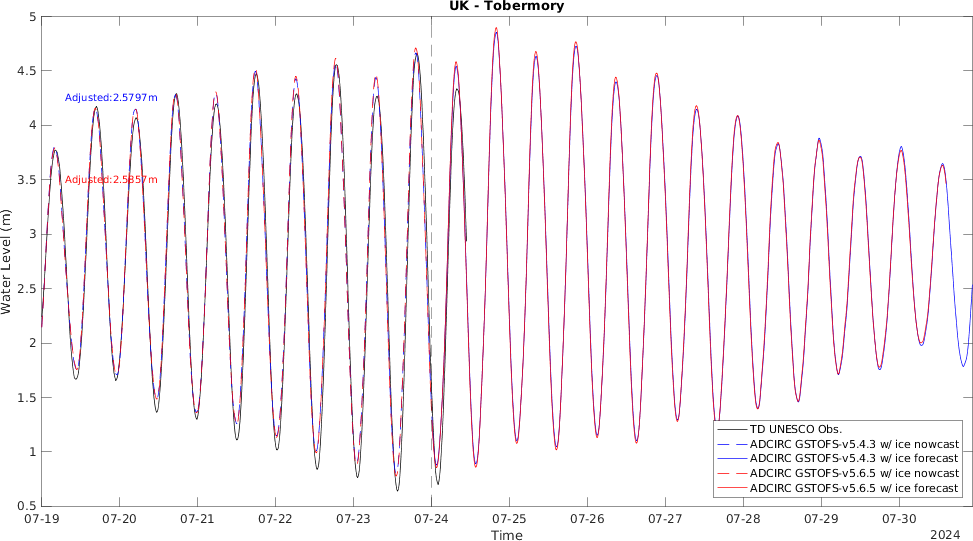 UK - Tobermory
5
4.5
4
3.5
3
2.5
2
1.5
1
0.5
Water Level (m)
Adjusted:2.5797m
Adjusted:2.5357m
TD UNESCO Obs.
ADCIRC GSTOFS-v5.4.3 w/ ice nowcast
ADCIRC GSTOFS-v5.4.3 w/ ice forecast
ADCIRC GSTOFS-v5.6.5 w/ ice nowcast
ADCIRC GSTOFS-v5.6.5 w/ ice forecast
07-19 07-20 07-21 07-22 07-23 07-24 07-25 07-26 07-27 07-28 07-29 07-30
Time
2024